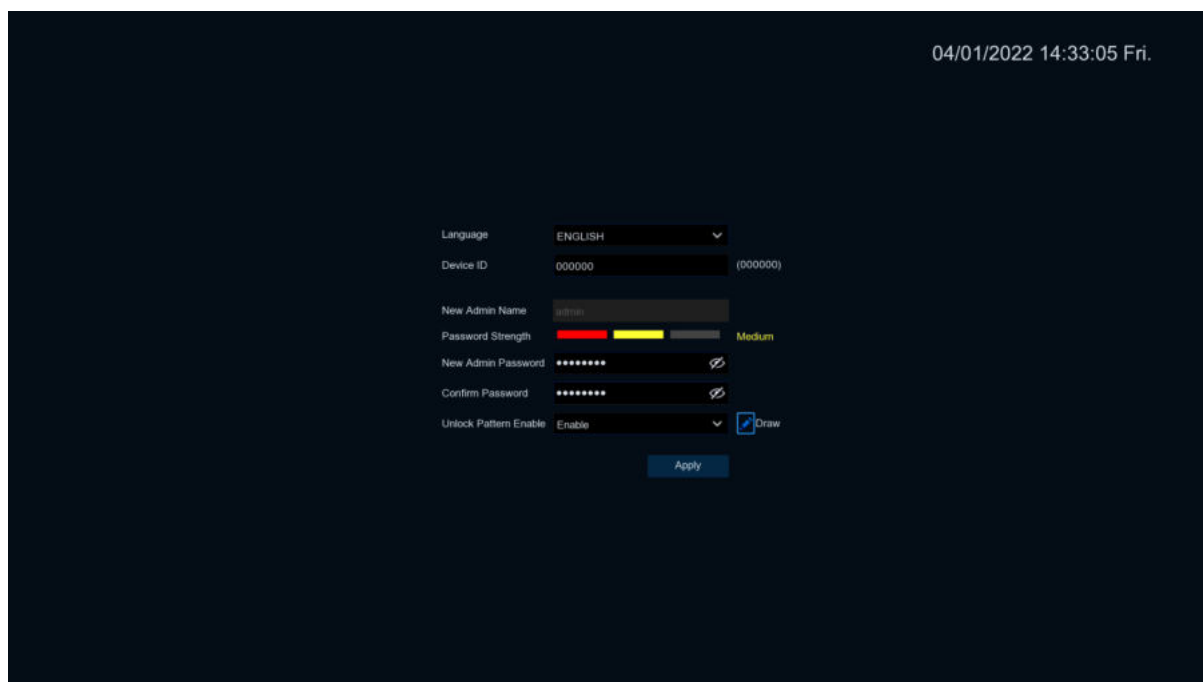 04/01/2022 14:33:05 Fri.
Language ENGLISH
Device ID 000000 (000000)
New Admin Name admin
Password Strength Medium
New Admin Password ••••••••
Confirm Password ••••••••
Unlock Pattern Enable Enable Draw
Apply